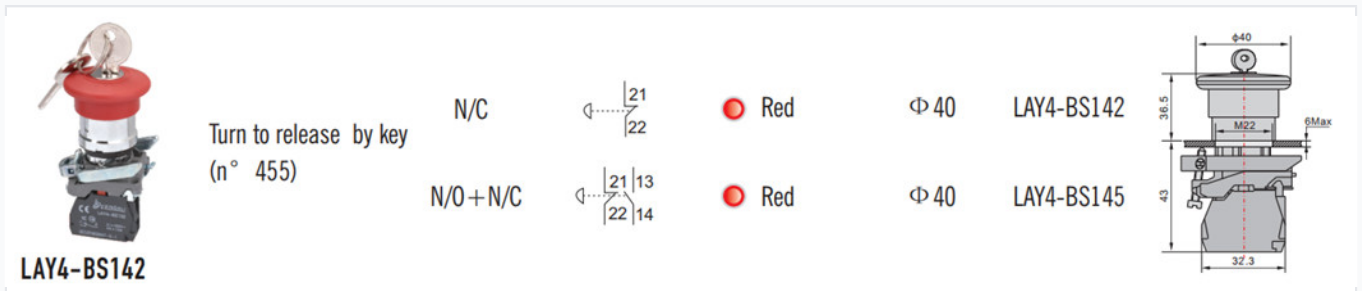 Turn to release by key
(n° 455)
N/C
21
22
Red
Φ40
LAY4-BS142
N/O+N/C
21 13
22 14
Red
Φ40
LAY4-BS145
LAY4-BS142
CE
ϕ40
36.5
M22
6Max
43
32.3